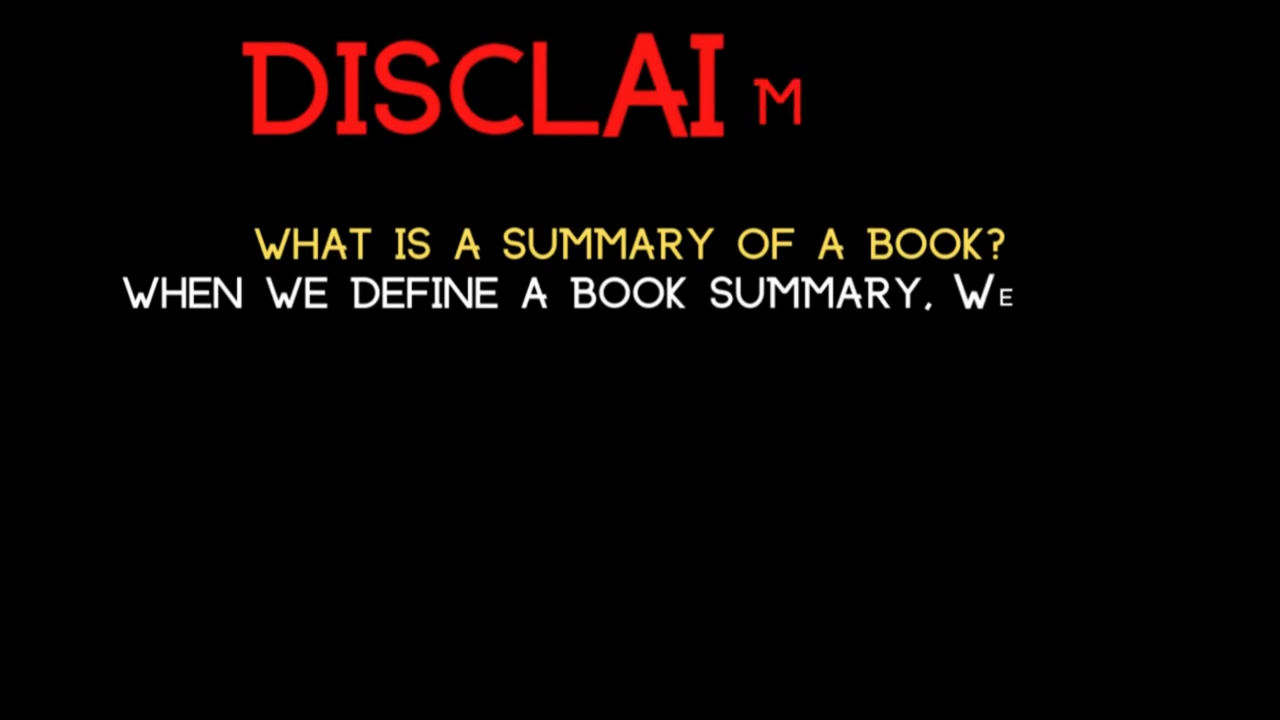 DISCLAIM
WHAT IS A SUMMARY OF A BOOK?
WHEN WE DEFINE A BOOK SUMMARY, WE